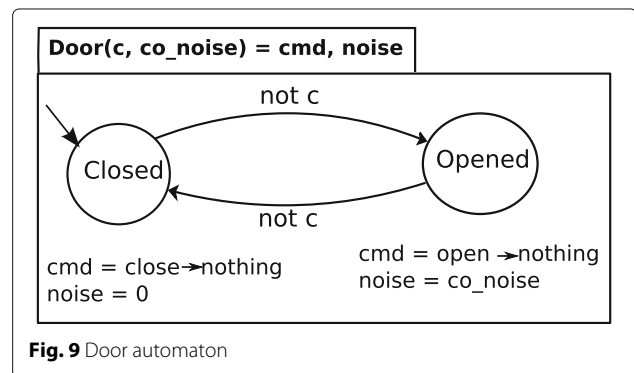 Door(c, co_noise) = cmd, noise
not c
Closed
Opened
not c
cmd = close→nothing
noise = 0
cmd = open →nothing
noise = co_noise
Fig. 9 Door automaton